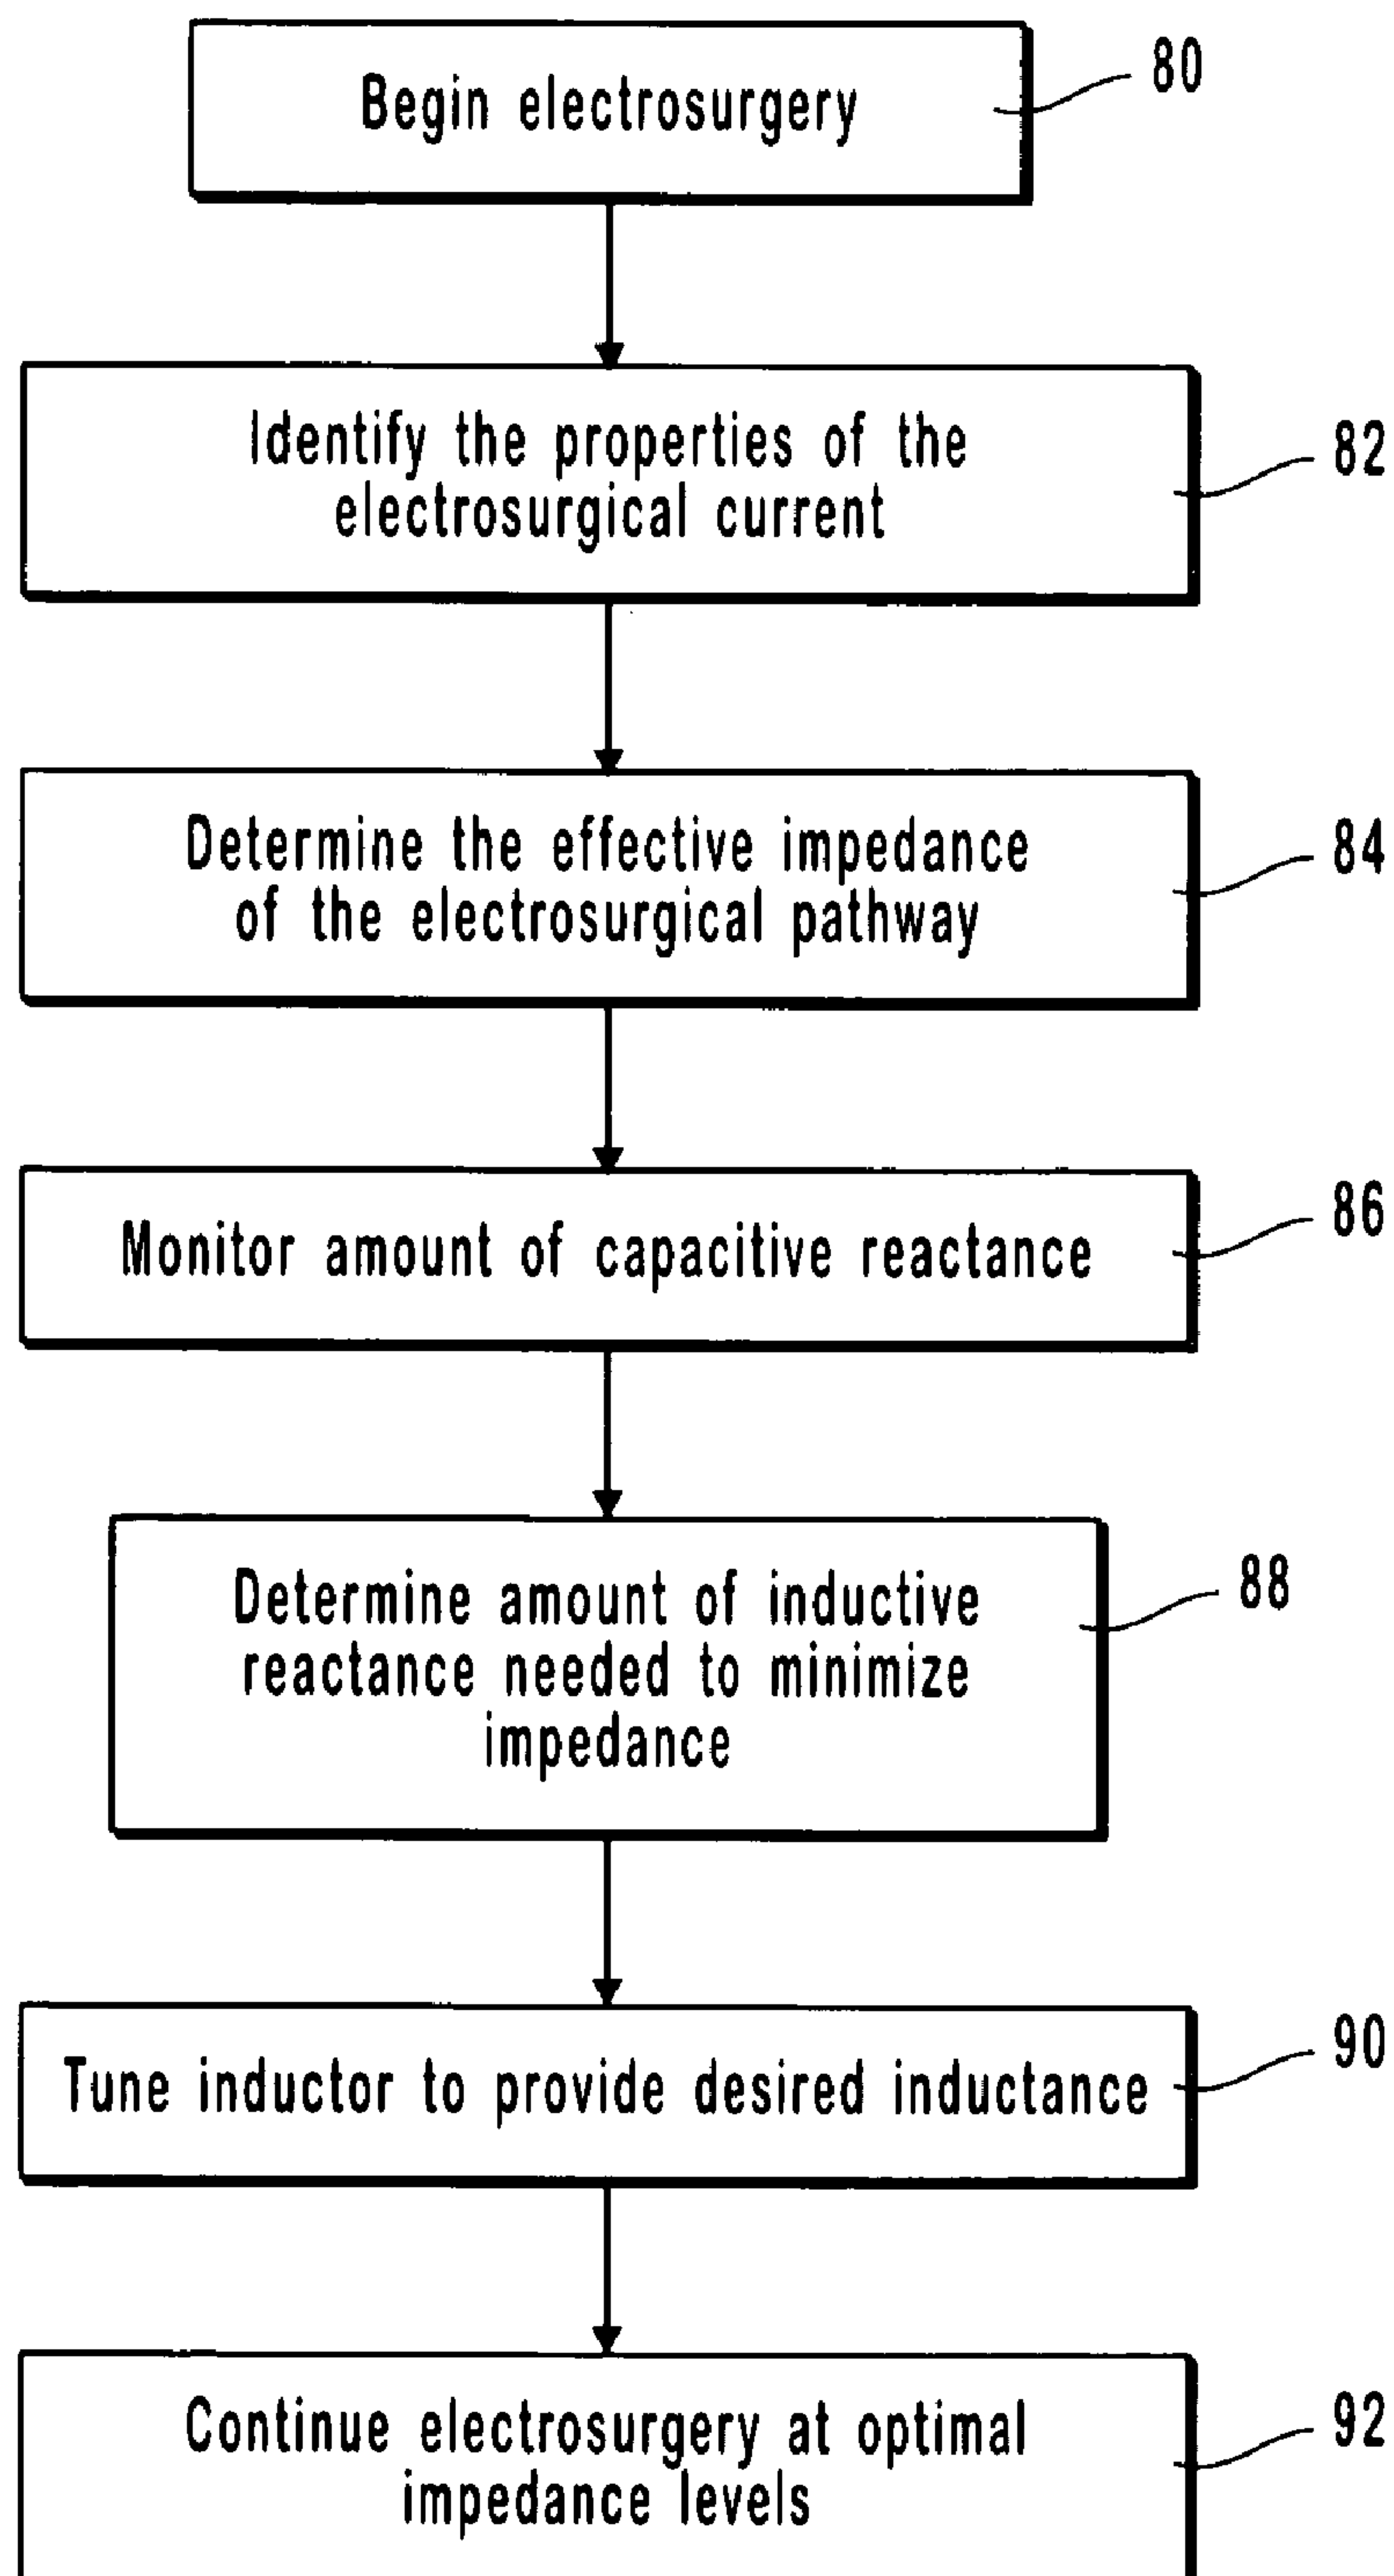 Begin electrosurgery
80
Identify the properties of the
electrosurgical current
82
Determine the effective impedance
of the electrosurgical pathway
84
Monitor amount of capacitive reactance
86
Determine amount of inductive
reactance needed to minimize
impedance
88
Tune inductor to provide desired inductance
90
Continue electrosurgery at optimal
impedance levels
92